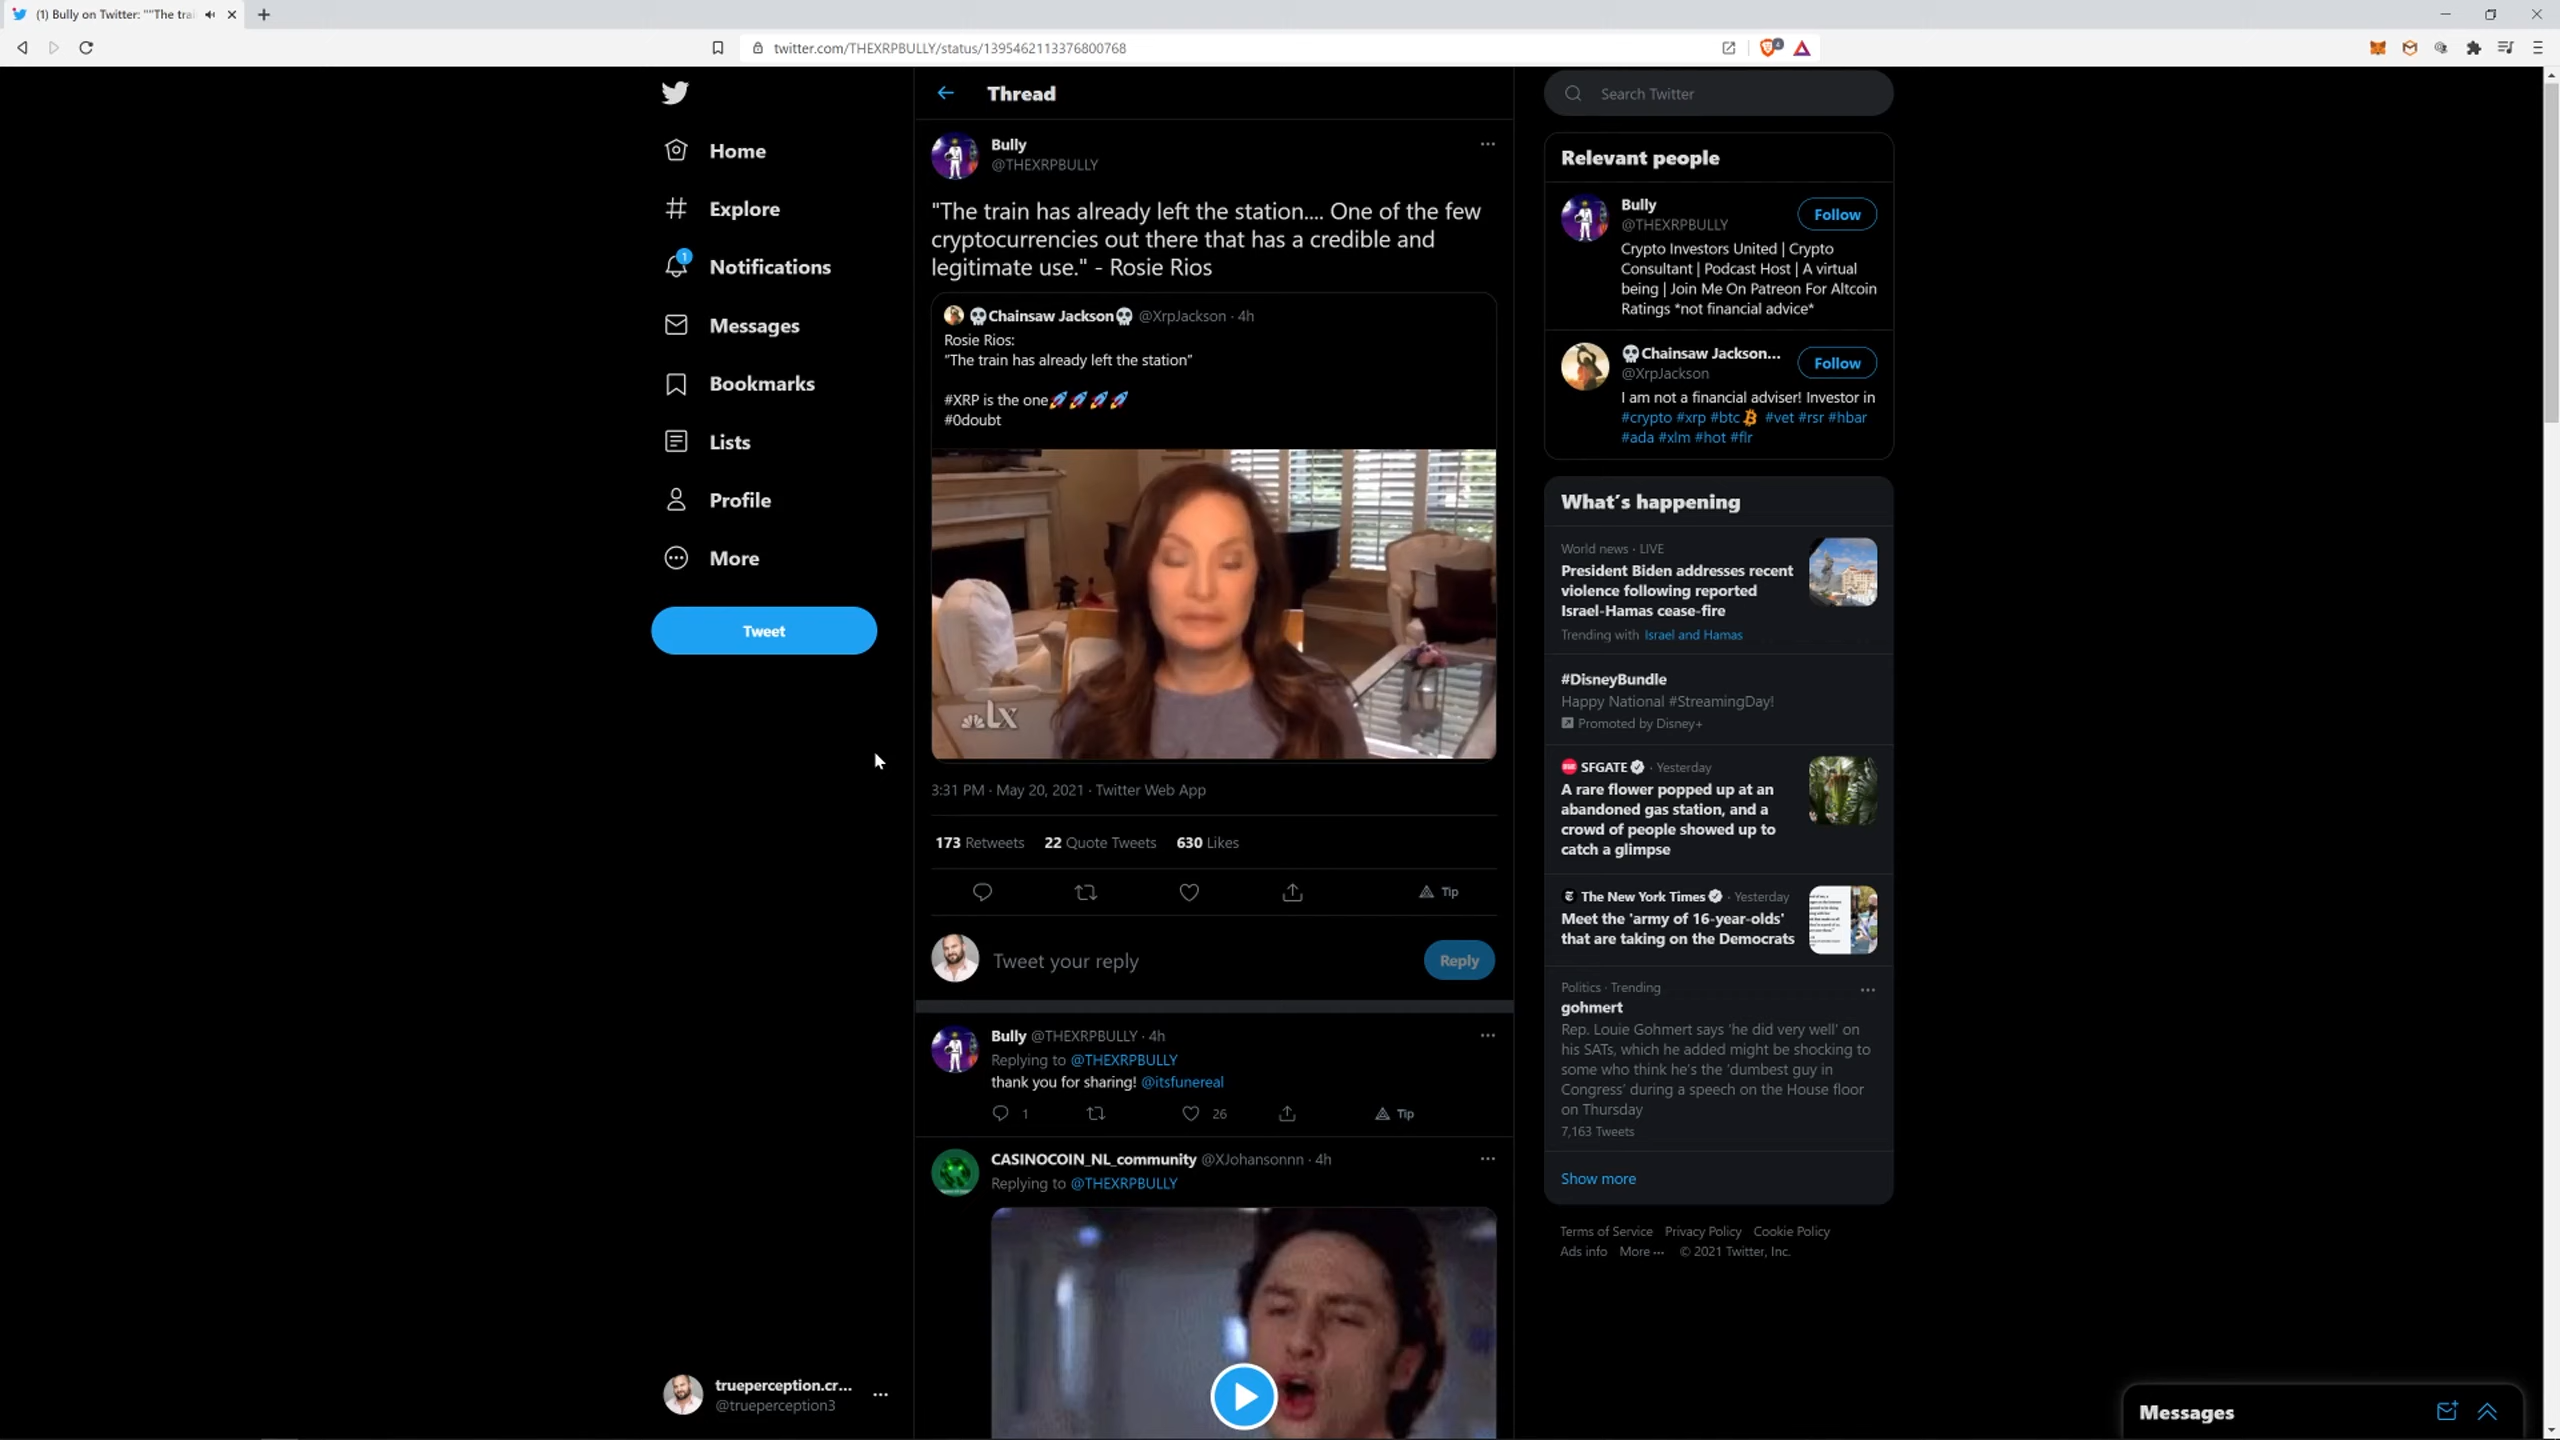 (1) Bully on Twitter: ""The trai
twitter.com/THEXRPBULLY/status/1395462113376800768
Home
Explore
1
Notifications
Messages
Bookmarks
Lists
Profile
More
Tweet
trueperception.cr...
@trueperception3
Thread
Bully
@THEXRPBULLY
"The train has already left the station.... One of the few
cryptocurrencies out there that has a credible and
legitimate use." - Rosie Rios
Chainsaw Jackson @XrpJackson · 4h
Rosie Rios:
"The train has already left the station"
#XRP is the one
#0doubt
LX
3:31 PM · May 20, 2021 · Twitter Web App
173 Retweets 22 Quote Tweets 630 Likes
Tip
Tweet your reply
Reply
Bully @THEXRPBULLY · 4h
Replying to @THEXRPBULLY
thank you for sharing! @itsfunereal
1 26 Tip
CASINOCOIN_NL_community @XJohansonnn · 4h
Replying to @THEXRPBULLY
Search Twitter
Relevant people
Bully
@THEXRPBULLY
Follow
Crypto Investors United | Crypto
Consultant | Podcast Host | A virtual
being | Join Me On Patreon For Altcoin
Ratings *not financial advice*
Chainsaw Jackson...
@XrpJackson
Follow
I am not a financial adviser! Investor in
#crypto #xrp #btc #vet #rsr #hbar
#ada #xlm #hot #flr
What's happening
World news · LIVE
President Biden addresses recent
violence following reported
Israel-Hamas cease-fire
Trending with Israel and Hamas
#DisneyBundle
Happy National #StreamingDay!
Promoted by Disney+
SFGATE · Yesterday
A rare flower popped up at an
abandoned gas station, and a
crowd of people showed up to
catch a glimpse
The New York Times · Yesterday
Meet the 'army of 16-year-olds'
that are taking on the Democrats
Politics · Trending
gohmert
Rep. Louie Gohmert says 'he did very well' on
his SATs, which he added might be shocking to
some who think he's the 'dumbest guy in
Congress' during a speech on the House floor
on Thursday
7,163 Tweets
Show more
Terms of Service Privacy Policy Cookie Policy
Ads info More ··· © 2021 Twitter, Inc.
Messages